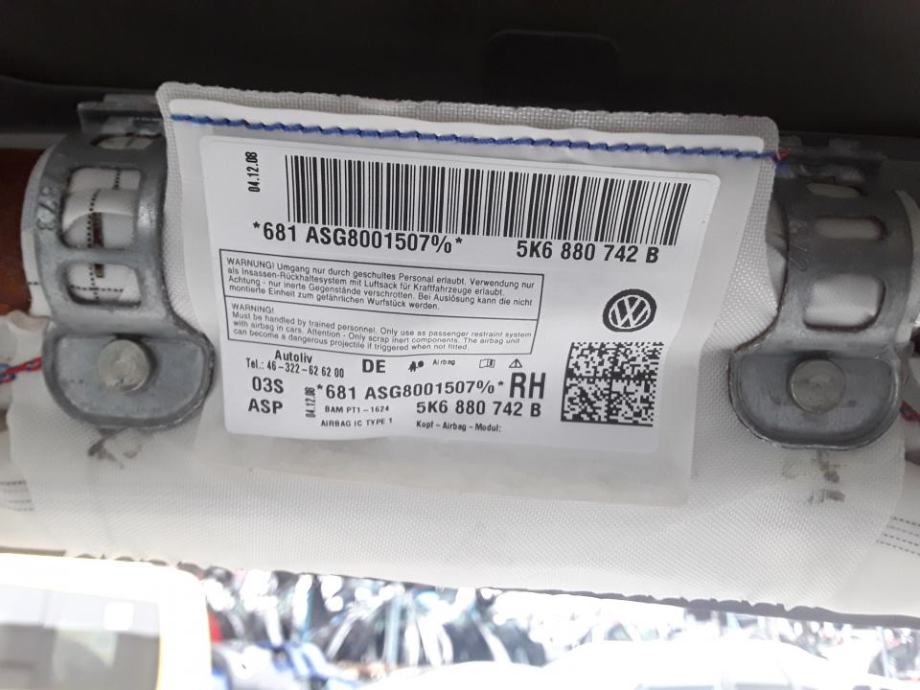 04.12.08
*681 ASG8001507%* 5K6 880 742 B
WARNUNG! Umgang nur durch geschultes Personal erlaubt. Verwendung nur
als Insassen-Rückhaltesystem mit Luftsack für Kraftfahrzeuge erlaubt.
Achtung - nur inerte Gegenstände verschrotten. Bei Auslösung kann die nicht
montierte Einheit zum gefährlichen Wurfstück werden.
WARNING!
Must be handled by trained personnel. Only use as passenger restraint system
with airbag in cars. Attention - Only scrap inert components. The airbag unit
can become a dangerous projectile if triggered when not fitted.
Autoliv
Tel.: 46-322-62 62 00
DE
Airbag
03S
ASP
04.12.08
*681 ASG8001507%* RH
BAM PT1-1624 5K6 880 742 B
AIRBAG IC TYPE 1 Kopf-Airbag-Modul: